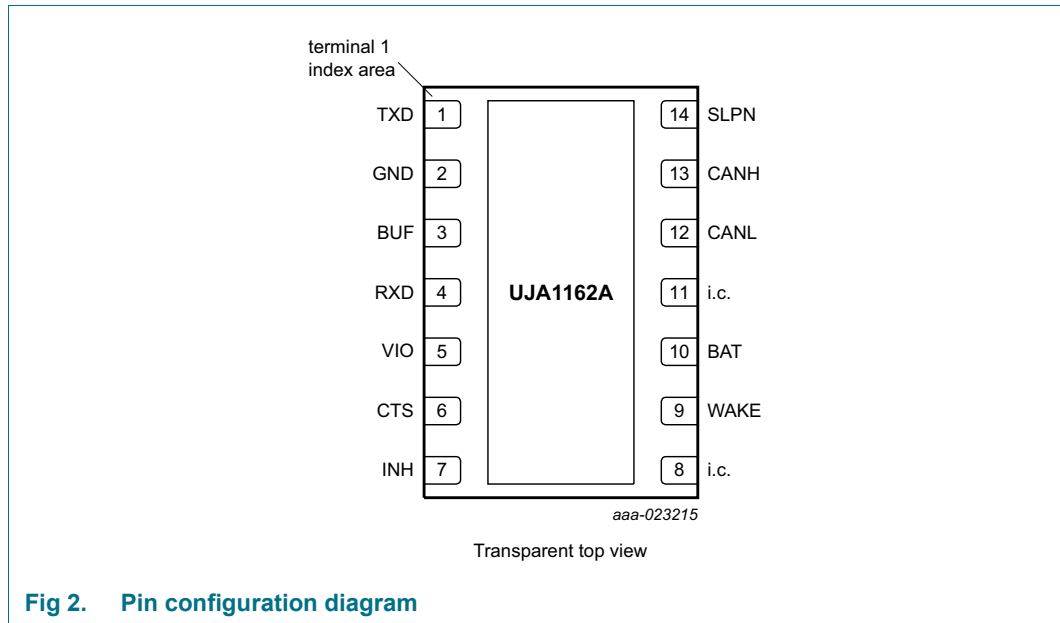 terminal 1
index area
TXD 1
14 SLPN
GND 2
13 CANH
BUF 3
12 CANL
RXD 4
UJA1162A
11 i.c.
VIO 5
10 BAT
CTS 6
9 WAKE
INH 7
8 i.c.
aaa-023215
Transparent top view
Fig 2. Pin configuration diagram